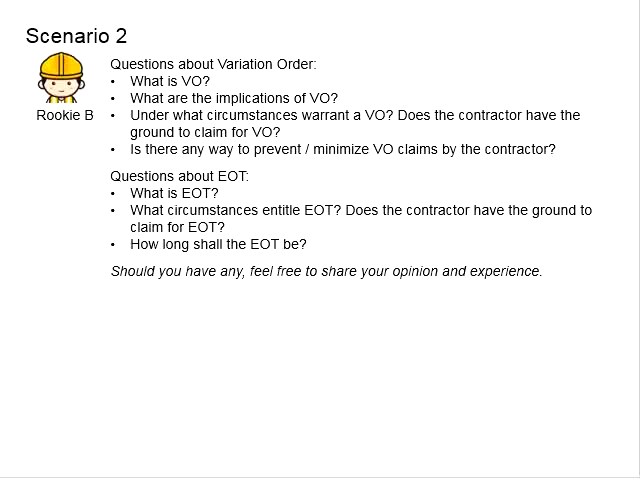 Scenario 2
Rookie B
Questions about Variation Order:
• What is VO?
• What are the implications of VO?
• Under what circumstances warrant a VO? Does the contractor have the
ground to claim for VO?
• Is there any way to prevent / minimize VO claims by the contractor?
Questions about EOT:
• What is EOT?
• What circumstances entitle EOT? Does the contractor have the ground to
claim for EOT?
• How long shall the EOT be?
Should you have any, feel free to share your opinion and experience.